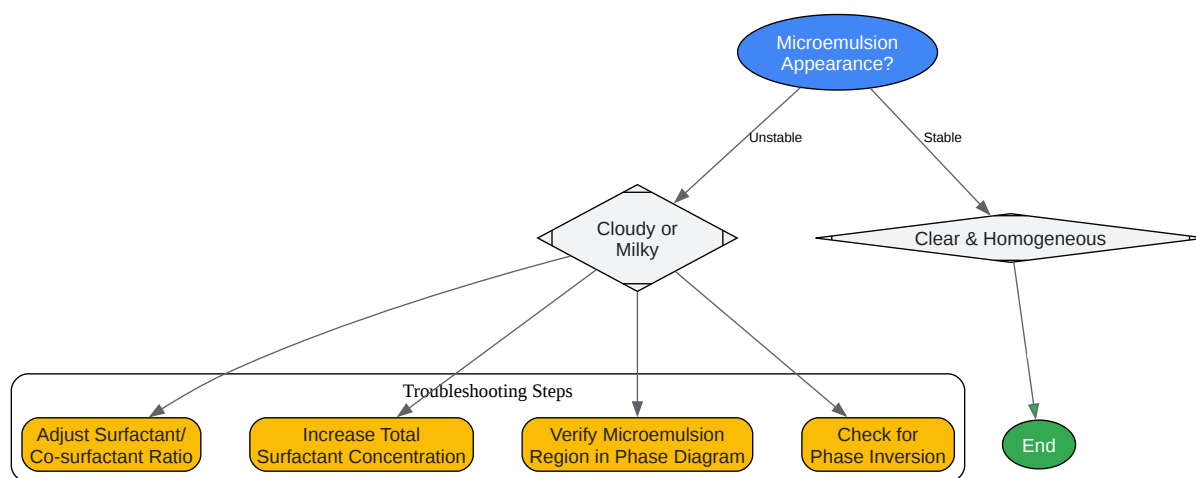 Microemulsion
Appearance?
Unstable
Stable
Cloudy or
Milky
Clear & Homogeneous
Troubleshooting Steps
Adjust Surfactant/
Co-surfactant Ratio
Increase Total
Surfactant Concentration
Verify Microemulsion
Region in Phase Diagram
Check for
Phase Inversion
End